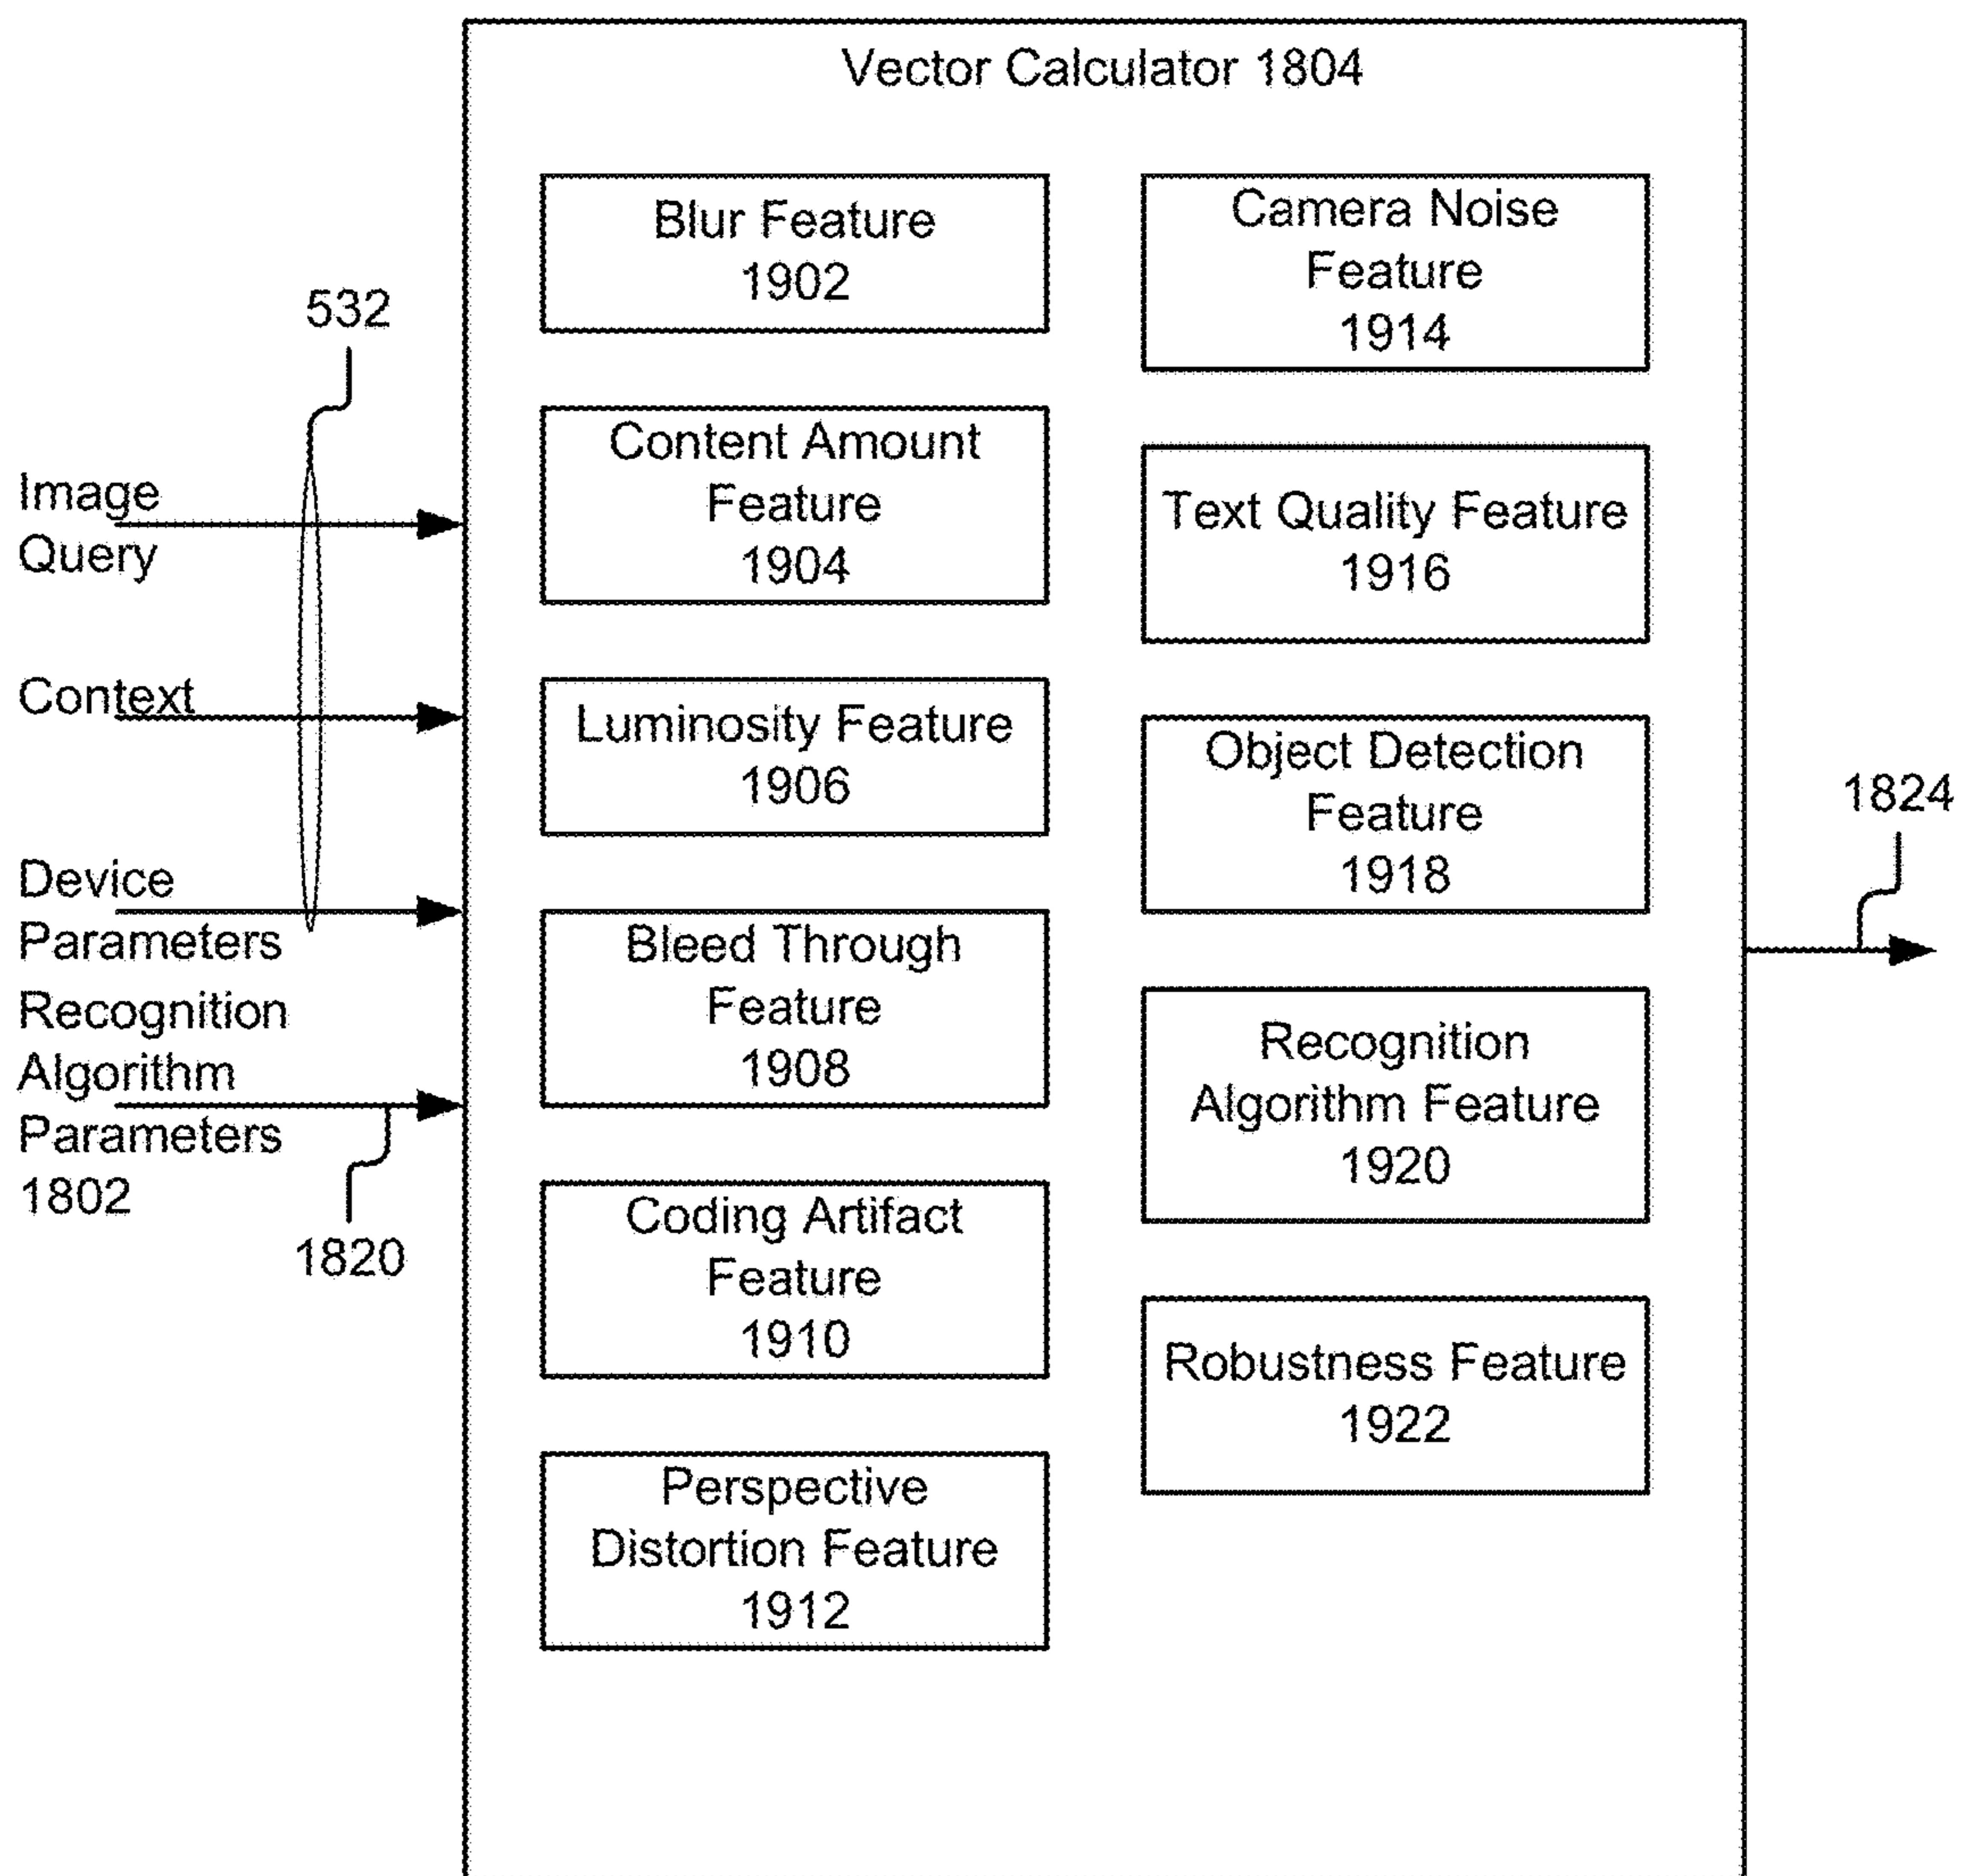 Vector Calculator 1804
532
Image
Query
Context
Device
Parameters
Recognition
Algorithm
Parameters
1802
1820
Blur Feature
1902
Content Amount
Feature
1904
Luminosity Feature
1906
Bleed Through
Feature
1908
Coding Artifact
Feature
1910
Perspective
Distortion Feature
1912
Camera Noise
Feature
1914
Text Quality Feature
1916
Object Detection
Feature
1918
Recognition
Algorithm Feature
1920
Robustness Feature
1922
1824